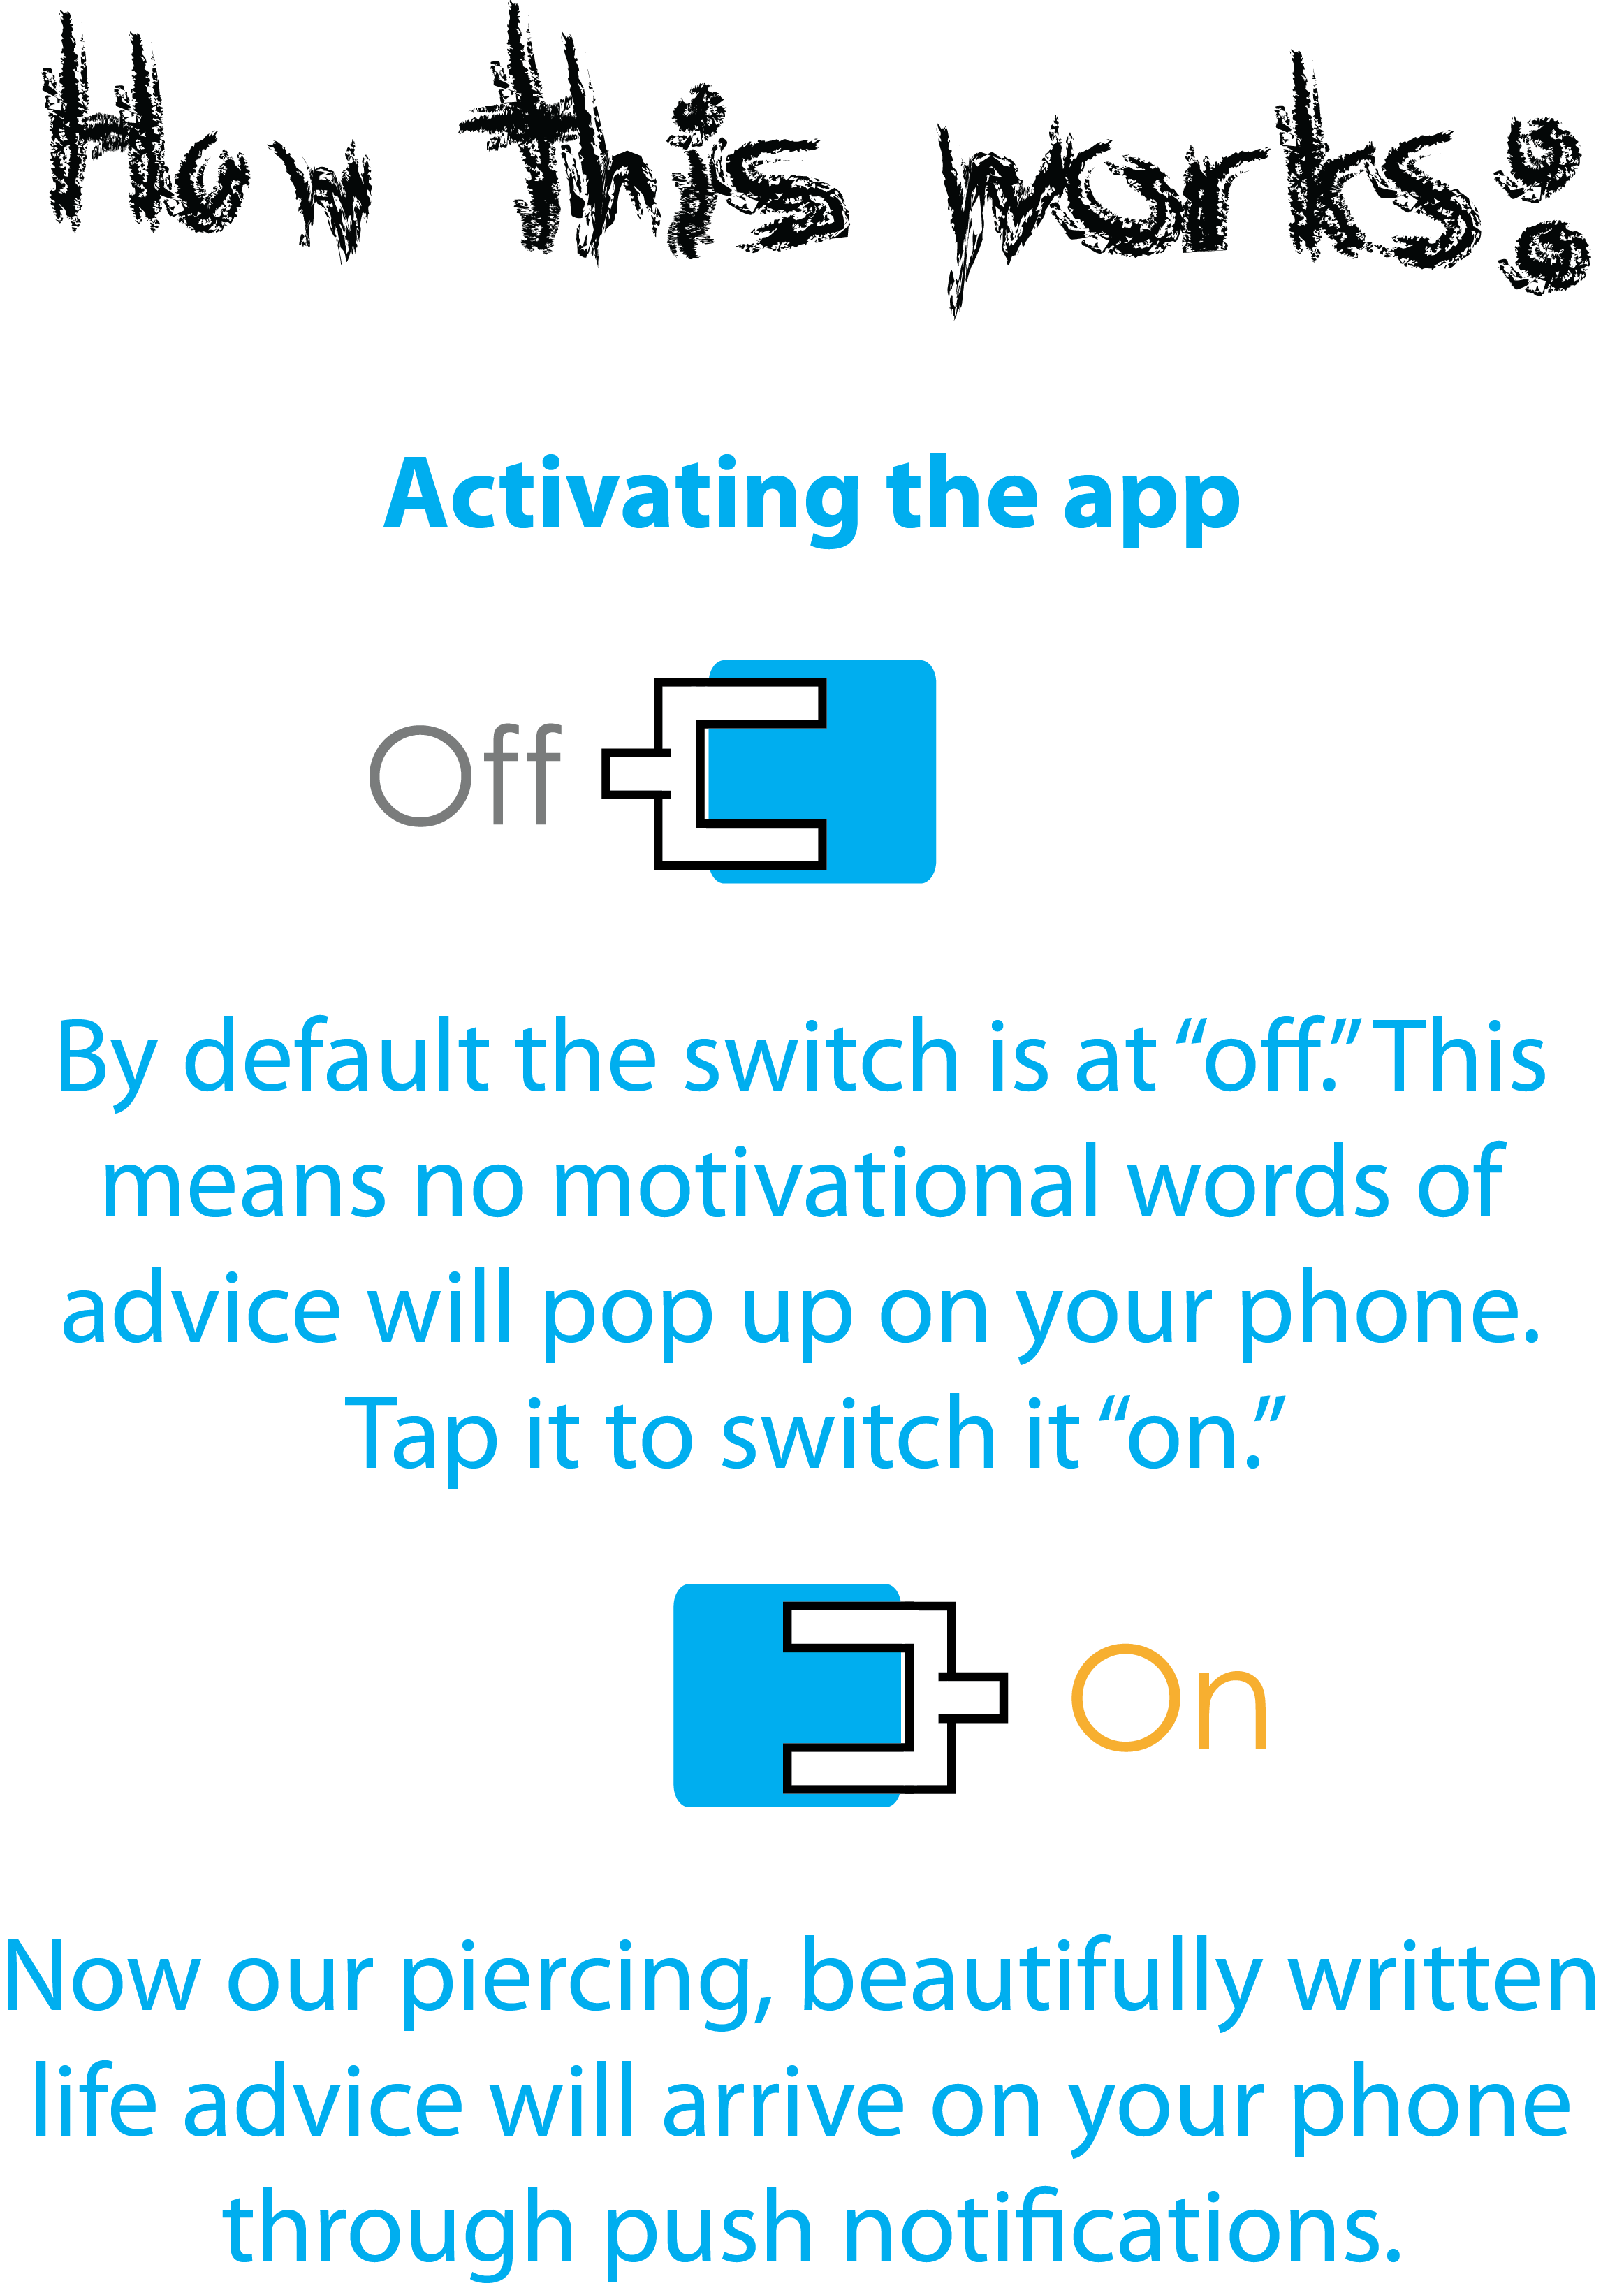 How this works:
Activating the app
Off
By default the switch is at “off.” This
means no motivational words of
advice will pop up on your phone.
Tap it to switch it “on.”
On
Now our piercing, beautifully written
life advice will arrive on your phone
through push notifications.